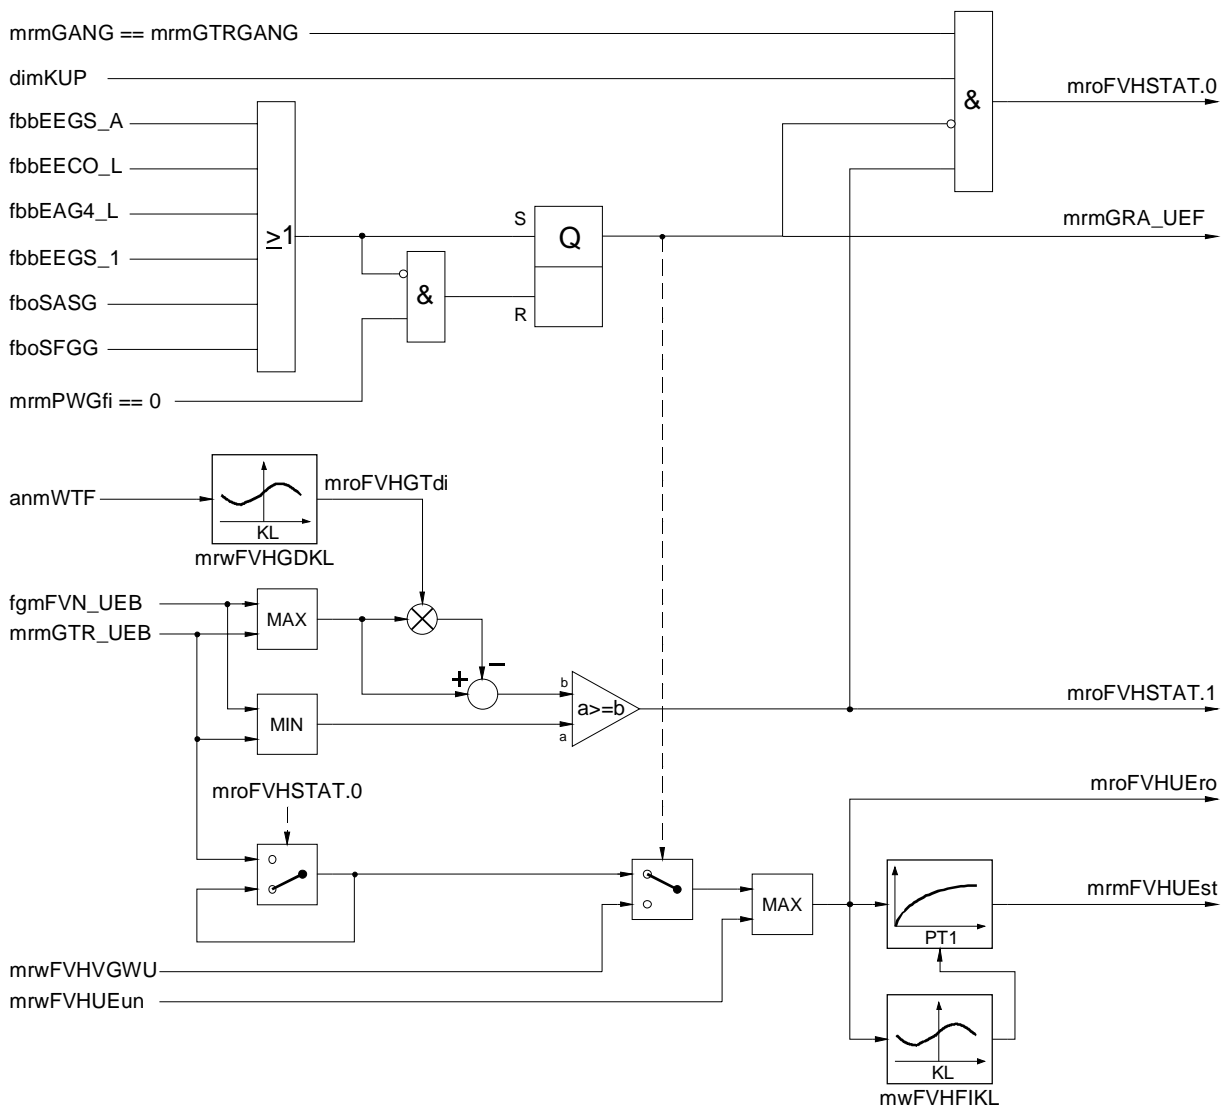 mrmGANG == mrmGTRGANG
dimKUP
mroFVHSTAT.0
&
fbbEEGS_A
fbbEECO_L
fbbEAG4_L
S
Q
mrmGRA_UEF
≥1
fbbEEGS_1
&
fboSASG
R
fboSFGG
mrmPWGfi == 0
anmWTF
mroFVHGTdi
KL
mrwFVHGDKL
fgmFVN_UEB
MAX
mrmGTR_UEB
+
−
b
a>=b
mroFVHSTAT.1
MIN
a
mroFVHSTAT.0
mroFVHUEro
mrmFVHUEst
MAX
PT1
mrwFVHVGWU
mrwFVHUEun
KL
mwFVHFIKL